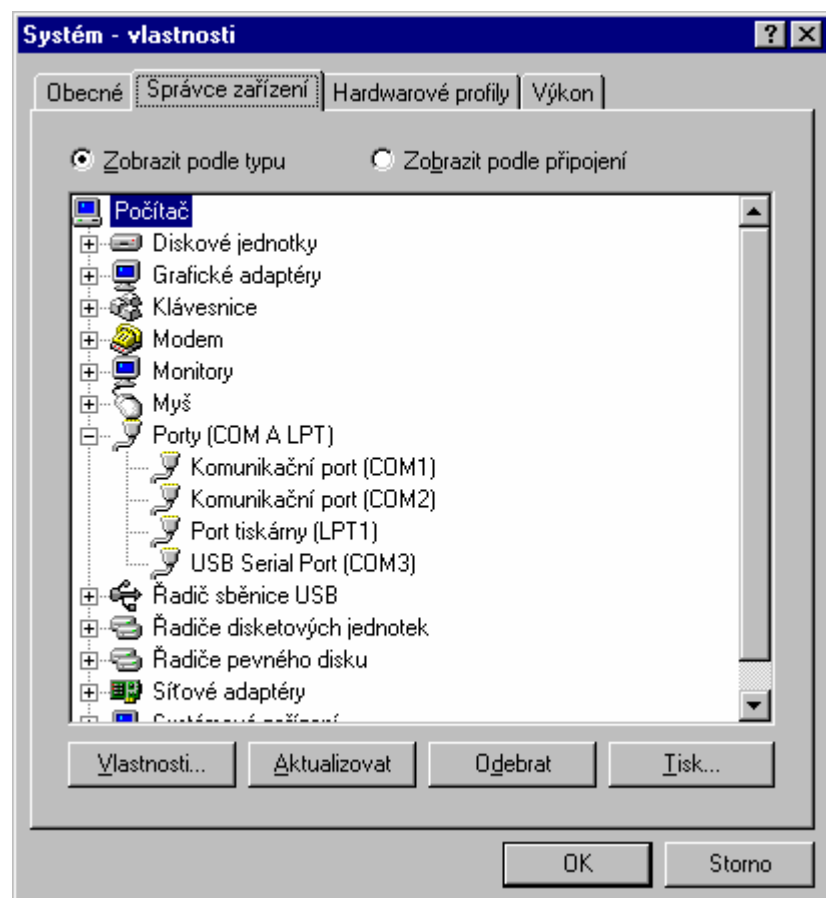 Systém - vlastnosti
Obecné Správce zařízení Hardwarové profily Výkon
Zobrazit podle typu Zobrazit podle připojení
Počítač
Diskové jednotky
Grafické adaptéry
Klávesnice
Modem
Monitory
Myš
Porty (COM A LPT)
Komunikační port (COM1)
Komunikační port (COM2)
Port tiskárny (LPT1)
USB Serial Port (COM3)
Řadič sběnice USB
Řadiče disketových jednotek
Řadiče pevného disku
Síťové adaptéry
Vlastnosti... Aktualizovat Odebrat Tisk...
OK Storno